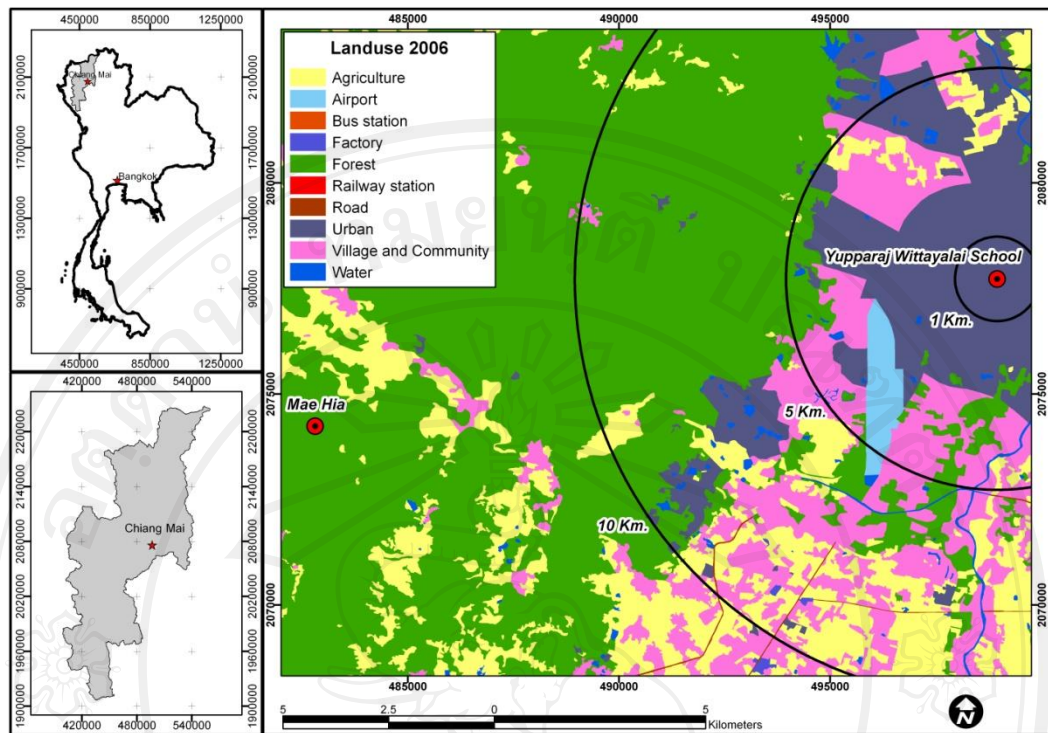 450000 850000 1250000
2100000
1700000
1300000
900000
Chiang Mai
Bangkok
2100000
1700000
1300000
900000
450000 850000 1250000
420000 480000 540000
2200000
2140000
2080000
2020000
1960000
1900000
Chiang Mai
2200000
2140000
2080000
2020000
1960000
1900000
420000 480000 540000
485000 490000 495000
Landuse 2006
Agriculture
Airport
Bus station
Factory
Forest
Railway station
Road
Urban
Village and Community
Water
2080000
2075000
2070000
Yupparaj Wittayalai School
1 Km.
5 Km.
10 Km.
Mae Hia
2080000
2075000
2070000
485000 490000 495000
5 2.5 0 5
Kilometers
N